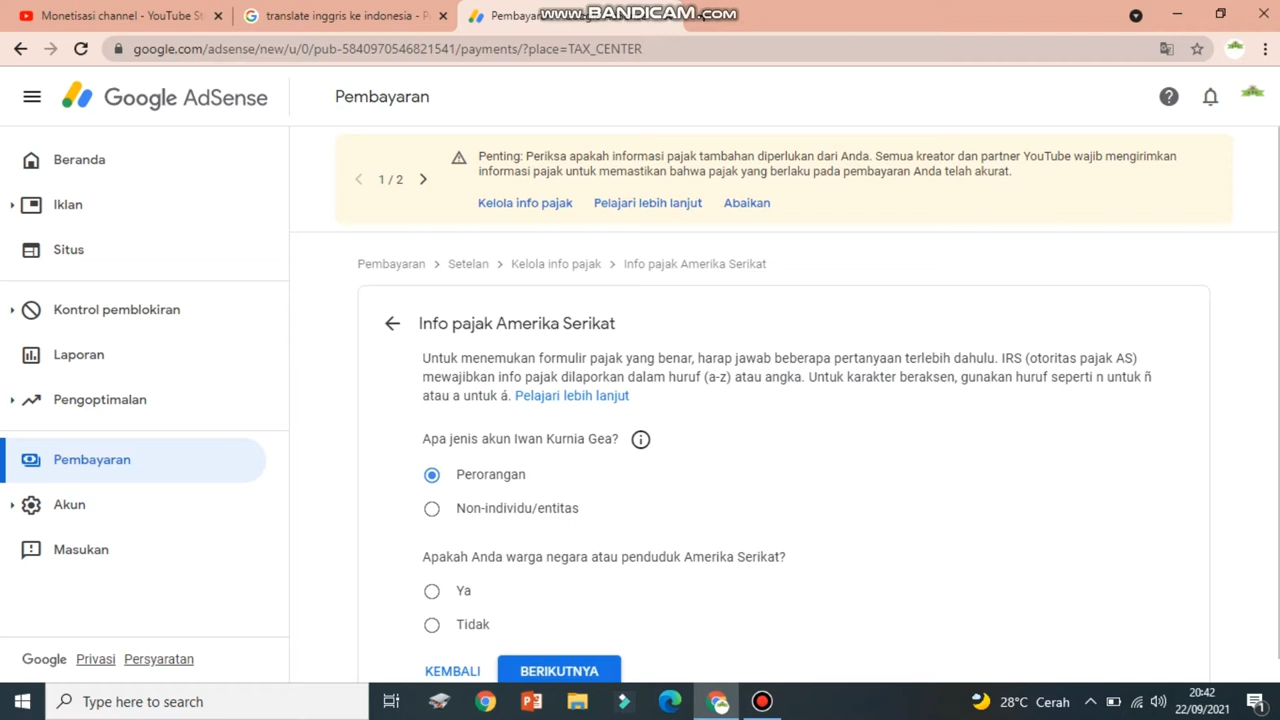 Monetisasi channel - YouTube St
translate inggris ke indonesia - P
Pembaya
www.BANDICAM.com
google.com/adsense/new/u/0/pub-5840970546821541/payments/?place=TAX_CENTER
Google AdSense
Pembayaran
Beranda
Iklan
Situs
Kontrol pemblokiran
Laporan
Pengoptimalan
Pembayaran
Akun
Masukan
Google Privasi Persyaratan
1 / 2
Penting: Periksa apakah informasi pajak tambahan diperlukan dari Anda. Semua kreator dan partner YouTube wajib mengirimkan
informasi pajak untuk memastikan bahwa pajak yang berlaku pada pembayaran Anda telah akurat.
Kelola info pajak Pelajari lebih lanjut Abaikan
Pembayaran > Setelan > Kelola info pajak > Info pajak Amerika Serikat
Info pajak Amerika Serikat
Untuk menemukan formulir pajak yang benar, harap jawab beberapa pertanyaan terlebih dahulu. IRS (otoritas pajak AS)
mewajibkan info pajak dilaporkan dalam huruf (a-z) atau angka. Untuk karakter beraksen, gunakan huruf seperti n untuk ñ
atau a untuk á. Pelajari lebih lanjut
Apa jenis akun Iwan Kurnia Gea?
Perorangan
Non-individu/entitas
Apakah Anda warga negara atau penduduk Amerika Serikat?
Ya
Tidak
KEMBALI BERIKUTNYA
Type here to search
28°C Cerah
20:42
22/09/2021
1